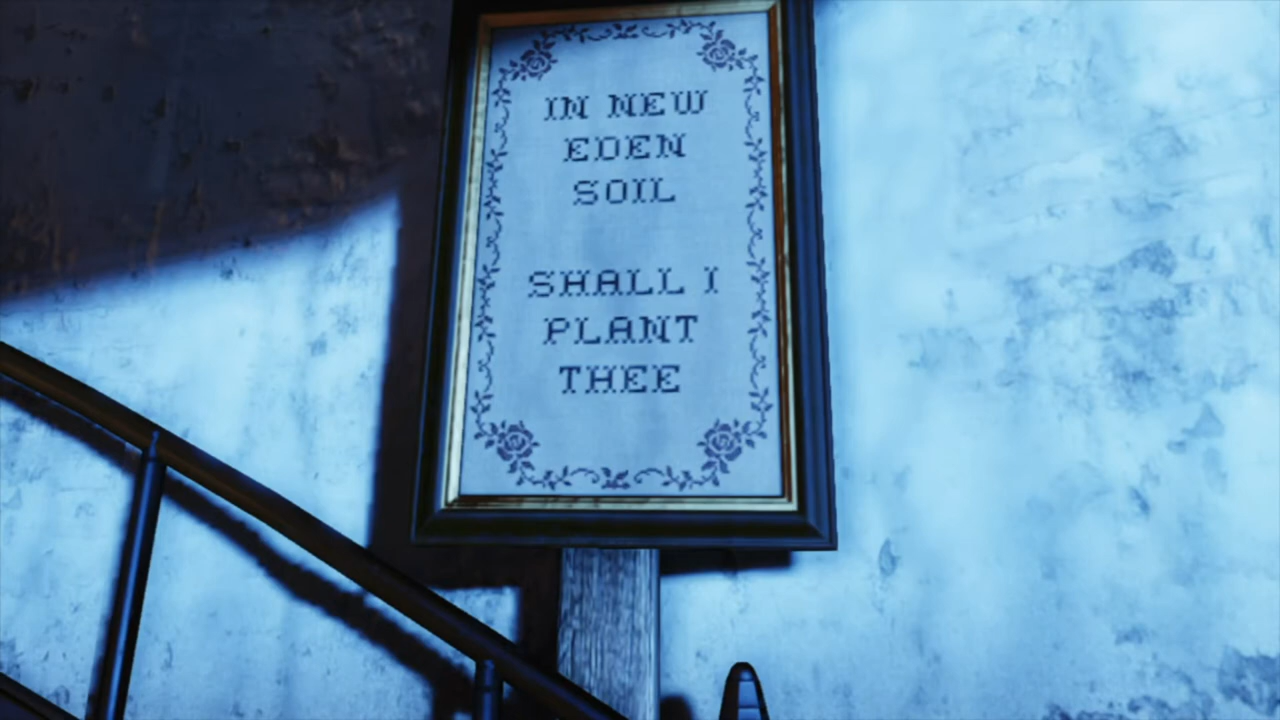 IN NEW
EDEN
SOIL
SHALL I
PLANT
THEE